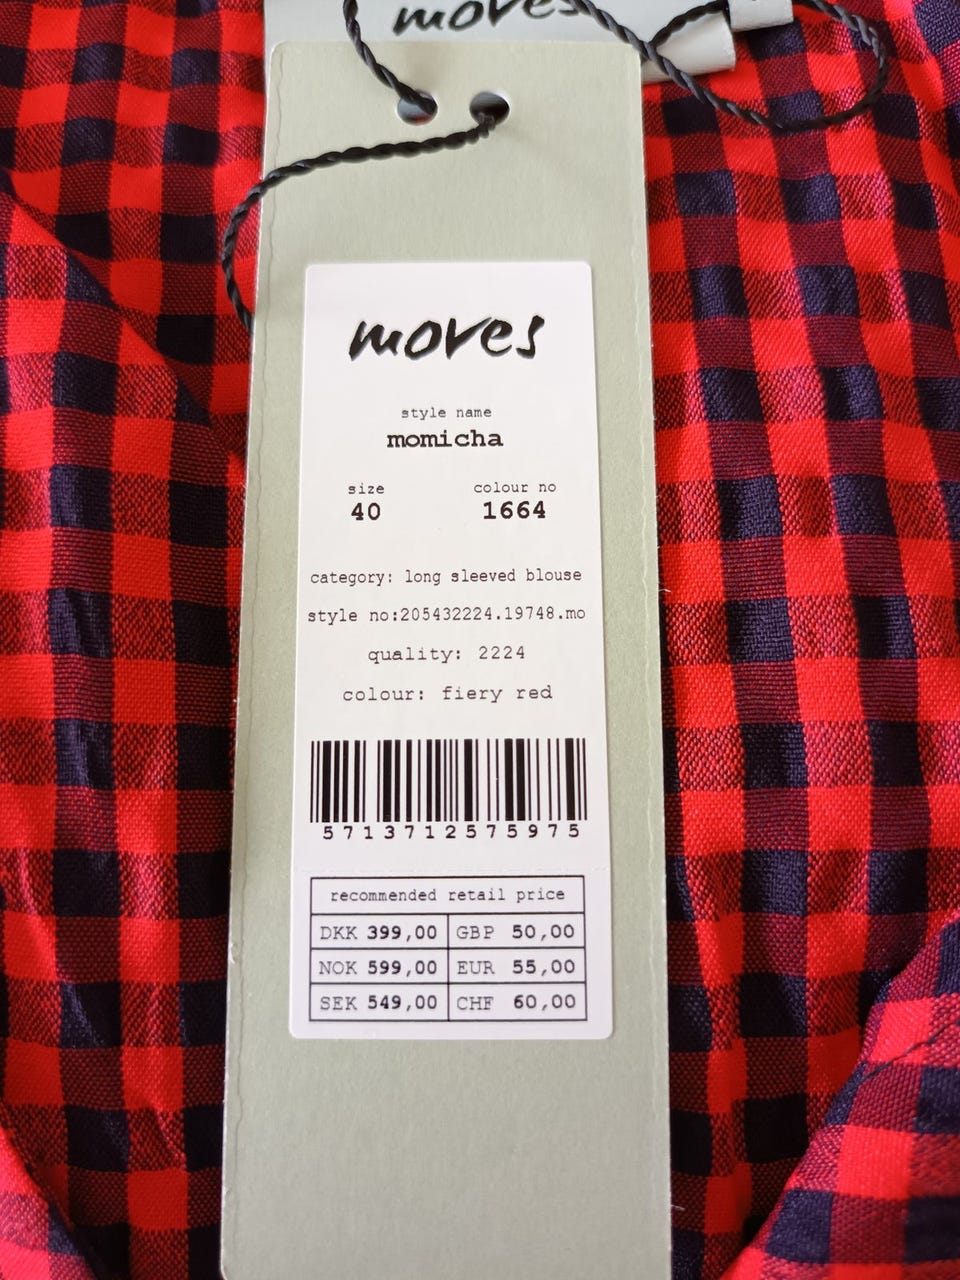 moves
moves
style name
momicha
size colour no
40 1664
category: long sleeved blouse
style no:205432224.19748.mo
quality: 2224
colour: fiery red
5713712575975
recommended retail price
DKK 399,00 GBP 50,00
NOK 599,00 EUR 55,00
SEK 549,00 CHF 60,00